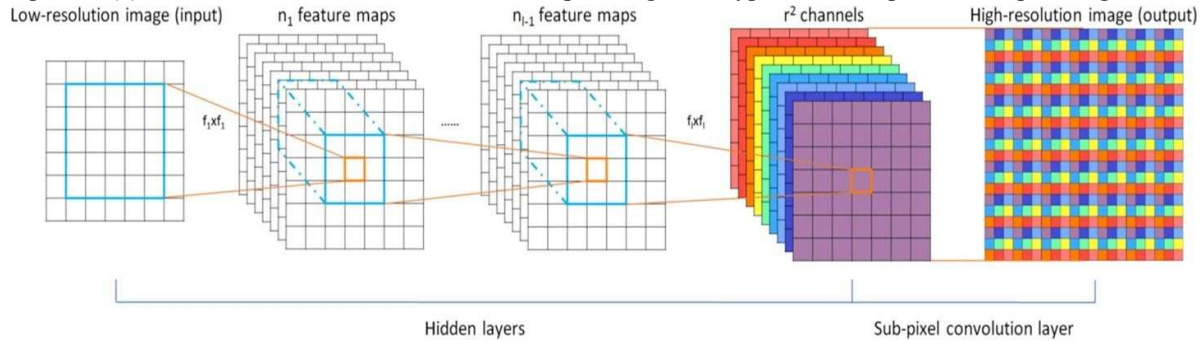 Low-resolution image (input)
n1 feature maps
nl-1 feature maps
r² channels
High-resolution image (output)
f1xf1
......
flxfl
Hidden layers
Sub-pixel convolution layer